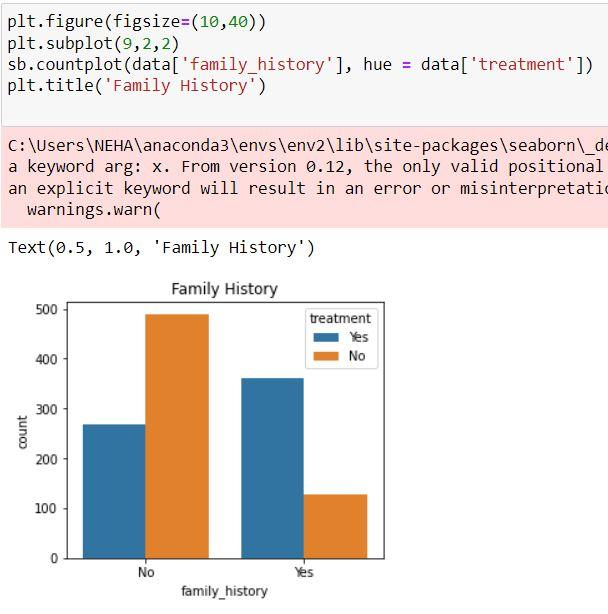 plt.figure(figsize=(10,40))
plt.subplot(9,2,2)
sb.countplot(data['family_history'], hue = data['treatment'])
plt.title('Family History')
C:\Users\NEHA\anaconda3\envs\env2\lib\site-packages\seaborn\_de
a keyword arg: x. From version 0.12, the only valid positional
an explicit keyword will result in an error or misinterpretatio
warnings.warn(
Text(0.5, 1.0, 'Family History')
Family History
treatment
Yes
No
500
400
300
200
100
0
count
No Yes
family_history